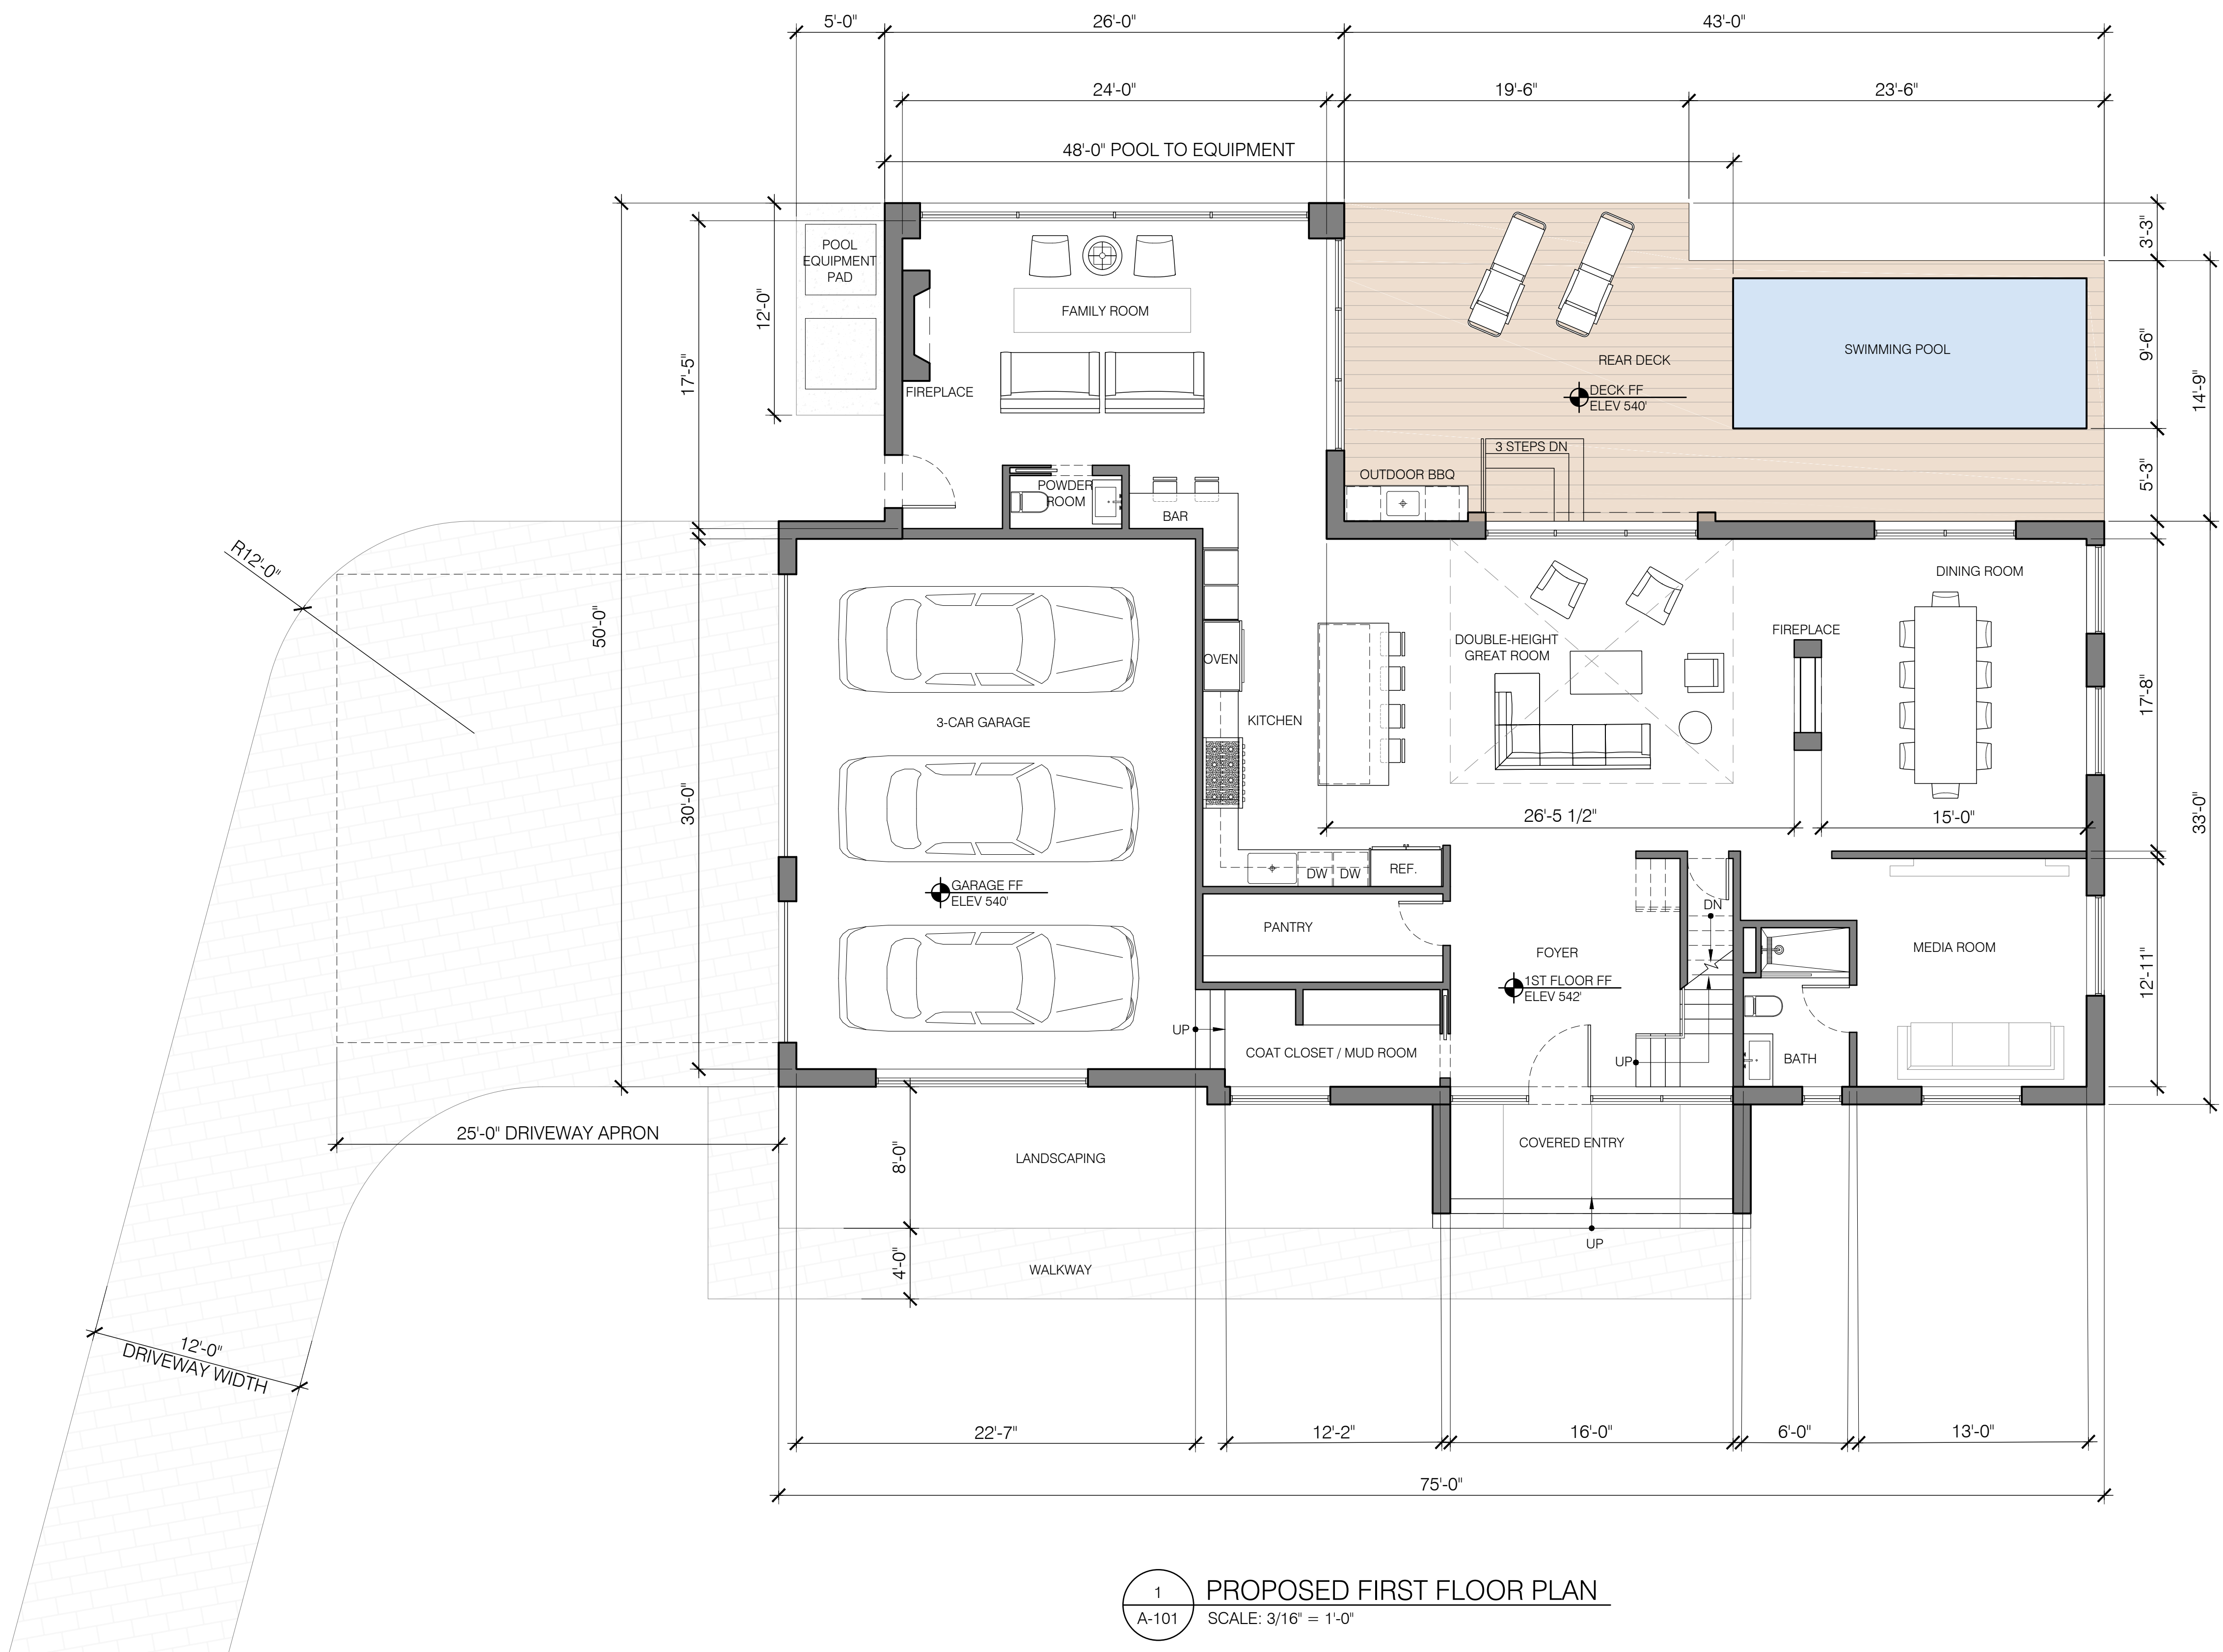 5'-0"
26'-0"
43'-0"
24'-0"
19'-6"
23'-6"
48'-0" POOL TO EQUIPMENT
POOL
EQUIPMENT
PAD
12'-0"
17'-5"
50'-0"
30'-0"
FAMILY ROOM
FIREPLACE
POWDER
ROOM
BAR
REAR DECK
DECK FF
ELEV 540'
3 STEPS DN
OUTDOOR BBQ
SWIMMING POOL
3'-3"
9'-6"
5'-3"
14'-9"
R12'-0"
3-CAR GARAGE
GARAGE FF
ELEV 540'
OVEN
KITCHEN
DOUBLE-HEIGHT
GREAT ROOM
FIREPLACE
DINING ROOM
17'-8"
33'-0"
26'-5 1/2"
15'-0"
DW
DW
REF.
PANTRY
FOYER
1ST FLOOR FF
ELEV 542'
DN
UP
UP
COAT CLOSET / MUD ROOM
BATH
MEDIA ROOM
12'-11"
25'-0" DRIVEWAY APRON
8'-0"
LANDSCAPING
COVERED ENTRY
UP
4'-0"
WALKWAY
12'-0"
DRIVEWAY WIDTH
22'-7"
12'-2"
16'-0"
6'-0"
13'-0"
75'-0"
1
A-101
PROPOSED FIRST FLOOR PLAN
SCALE: 3/16" = 1'-0"